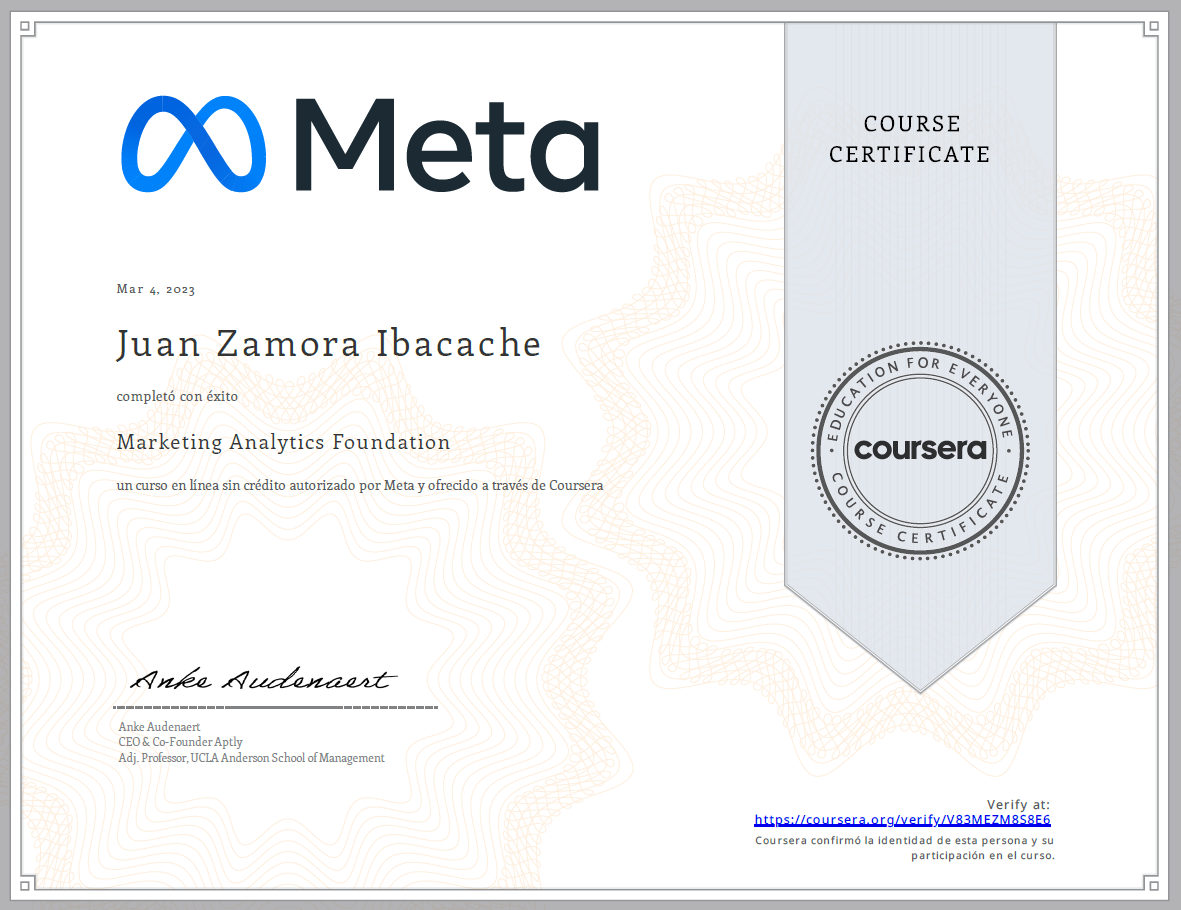 Meta
COURSE
CERTIFICATE
Mar 4, 2023
Juan Zamora Ibacache
completó con éxito
Marketing Analytics Foundation
un curso en línea sin crédito autorizado por Meta y ofrecido a través de Coursera
EDUCATION FOR EVERYONE
coursera
COURSE CERTIFICATE
Anke Audenaert
Anke Audenaert
CEO & Co-Founder Aptly
Adj. Professor, UCLA Anderson School of Management
Verify at:
https://coursera.org/verify/V83MEZM8S8E6
Coursera confirmó la identidad de esta persona y su
participación en el curso.